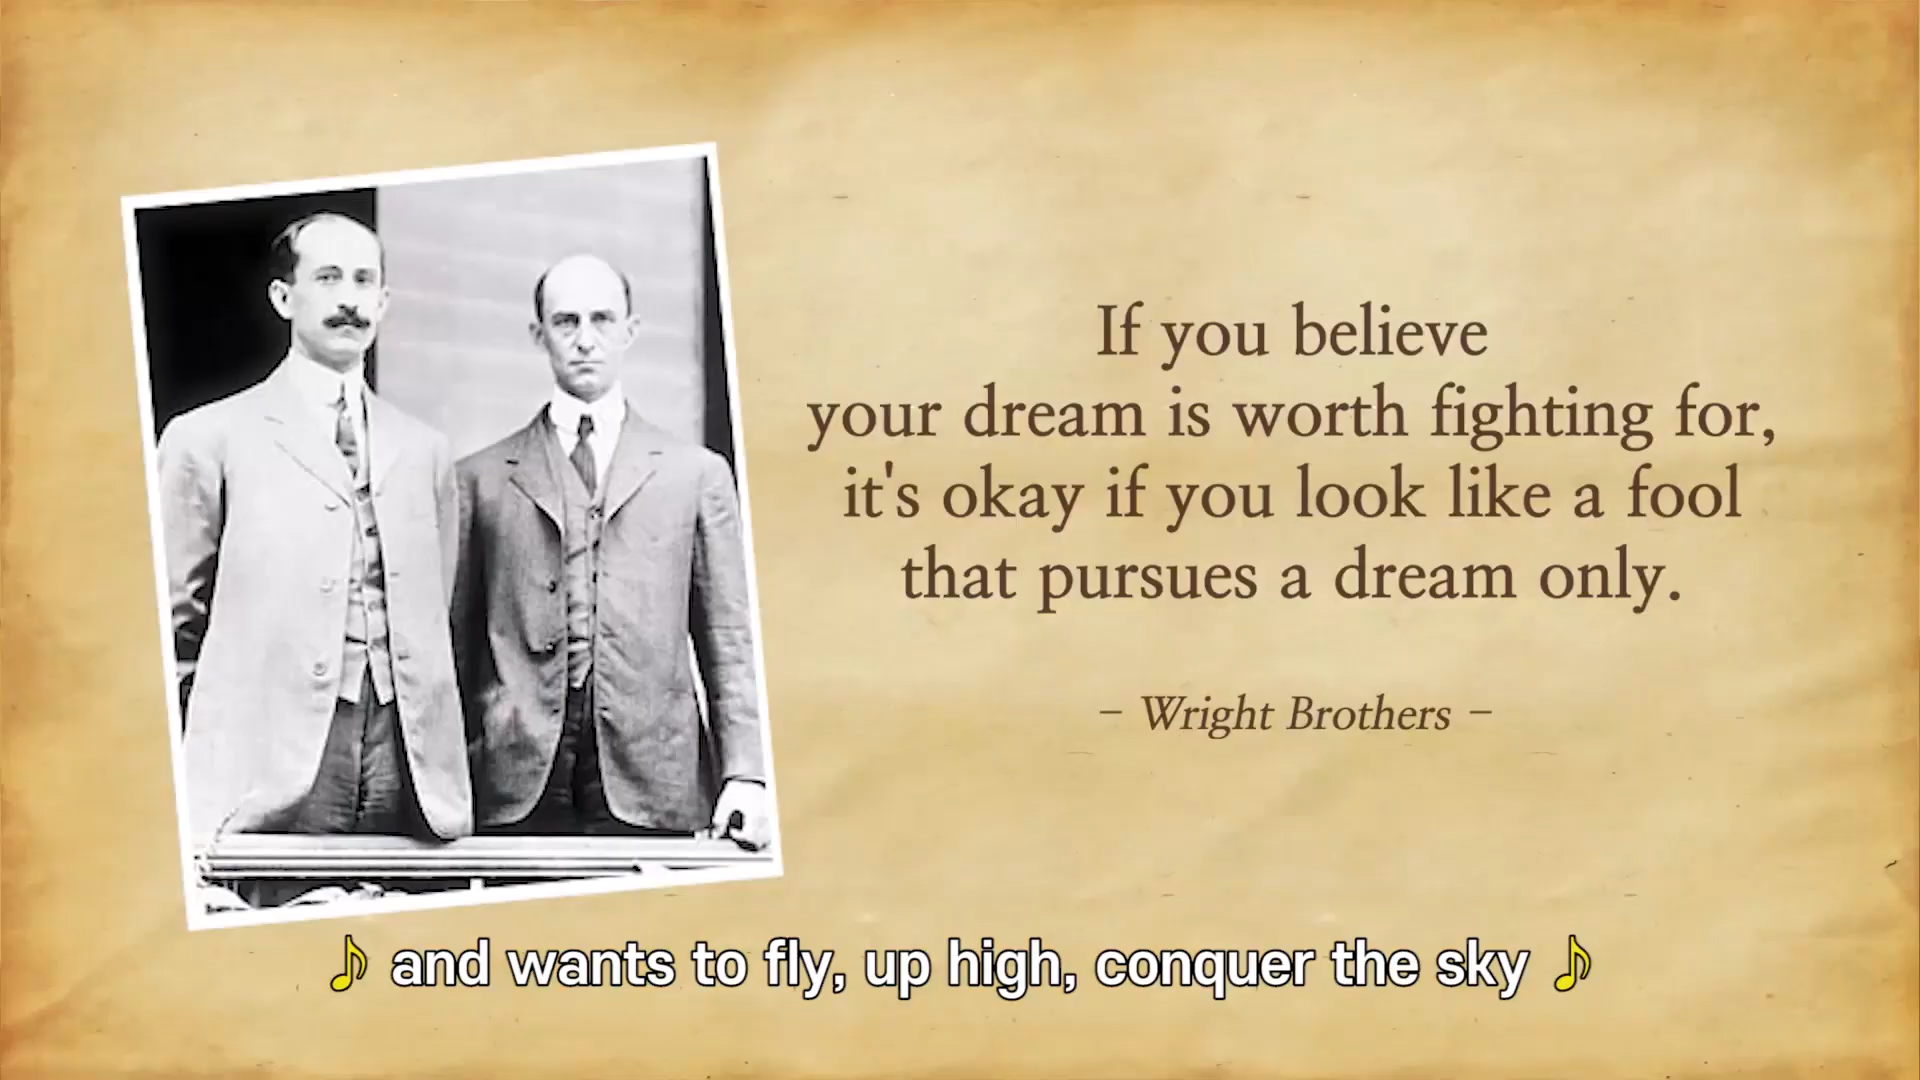 If you believe
your dream is worth fighting for,
it's okay if you look like a fool
that pursues a dream only.
– Wright Brothers –
♪ and wants to fly, up high, conquer the sky ♪